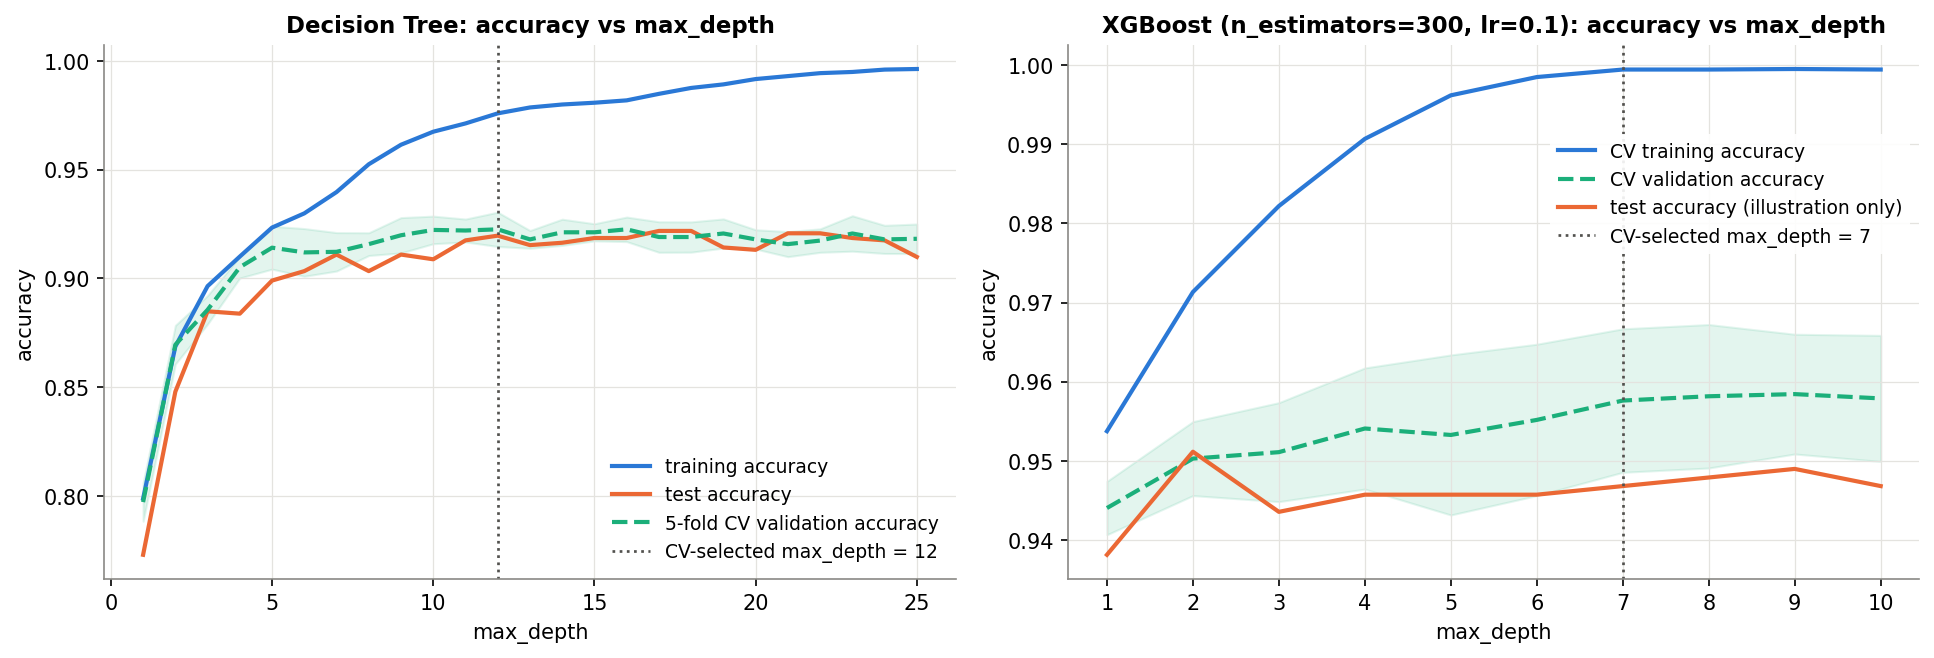 Decision Tree: accuracy vs max_depth
accuracy
1.00
0.95
0.90
0.85
0.80
0 5 10 15 20 25
max_depth
training accuracy
test accuracy
5-fold CV validation accuracy
CV-selected max_depth = 12
XGBoost (n_estimators=300, lr=0.1): accuracy vs max_depth
accuracy
1.00
0.99
0.98
0.97
0.96
0.95
0.94
1 2 3 4 5 6 7 8 9 10
max_depth
CV training accuracy
CV validation accuracy
test accuracy (illustration only)
CV-selected max_depth = 7